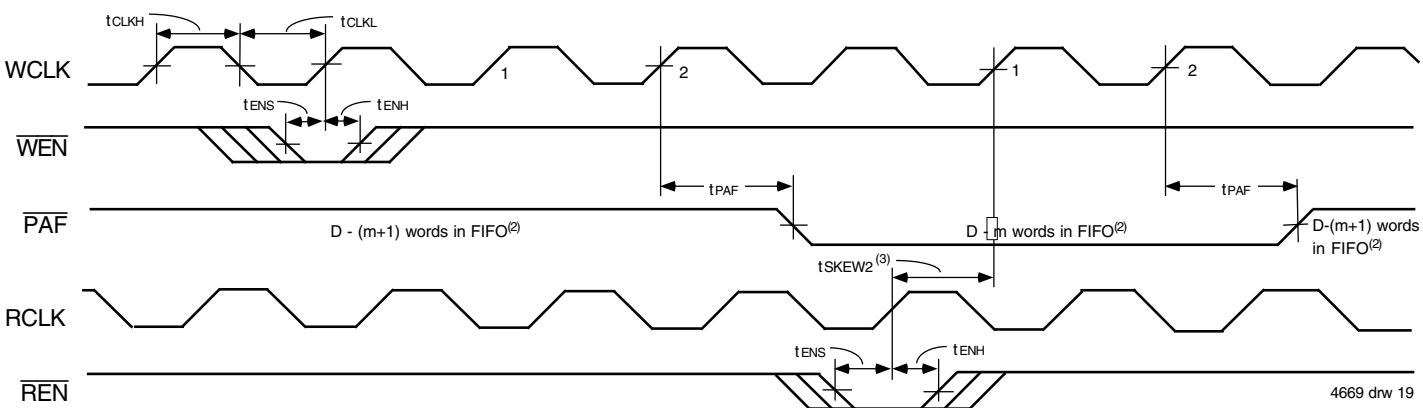 tCLKH tCLKL
WCLK 1 2 1 2
tENS tENH
WEN
tPAF tPAF
PAF D - (m+1) words in FIFO(2) D - m words in FIFO(2) D-(m+1) words
in FIFO(2)
tSKEW2(3)
RCLK
tENS tENH
REN
4669 drw 19